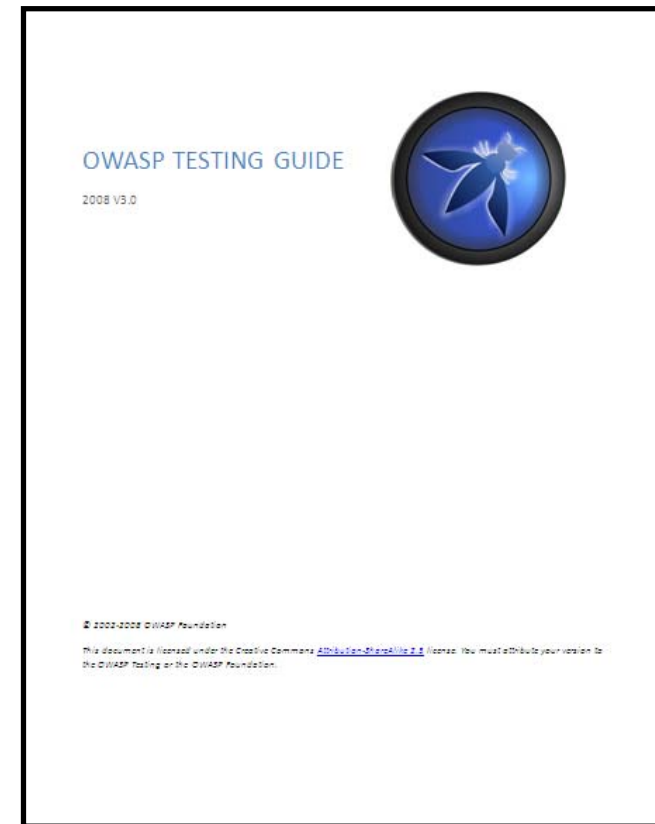 OWASP TESTING GUIDE
2008 V3.0
© 2002-2008 OWASP Foundation
This document is licensed under the Creative Commons Attribution-ShareAlike 2.5 license. You must attribute your version to
the OWASP Testing or the OWASP Foundation.